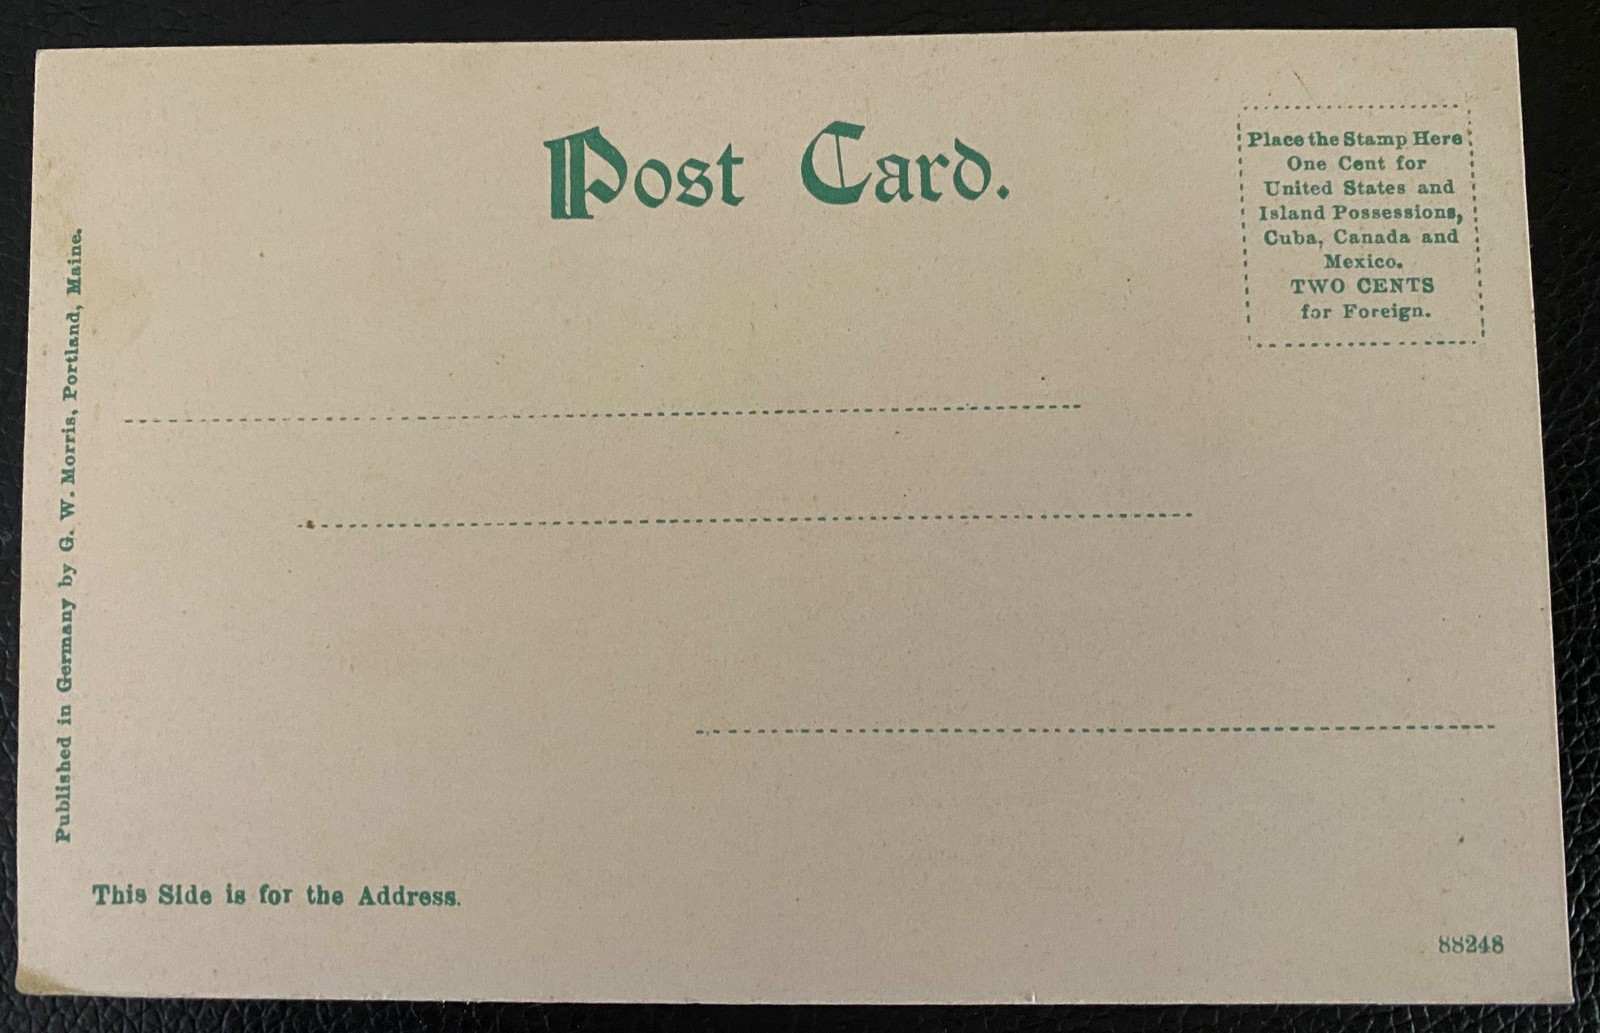 Post Card.
Place the Stamp Here
One Cent for
United States and
Island Possessions,
Cuba, Canada and
Mexico.
TWO CENTS
for Foreign.
Published in Germany by G. W. Morris, Portland, Maine.
This Side is for the Address.
88248